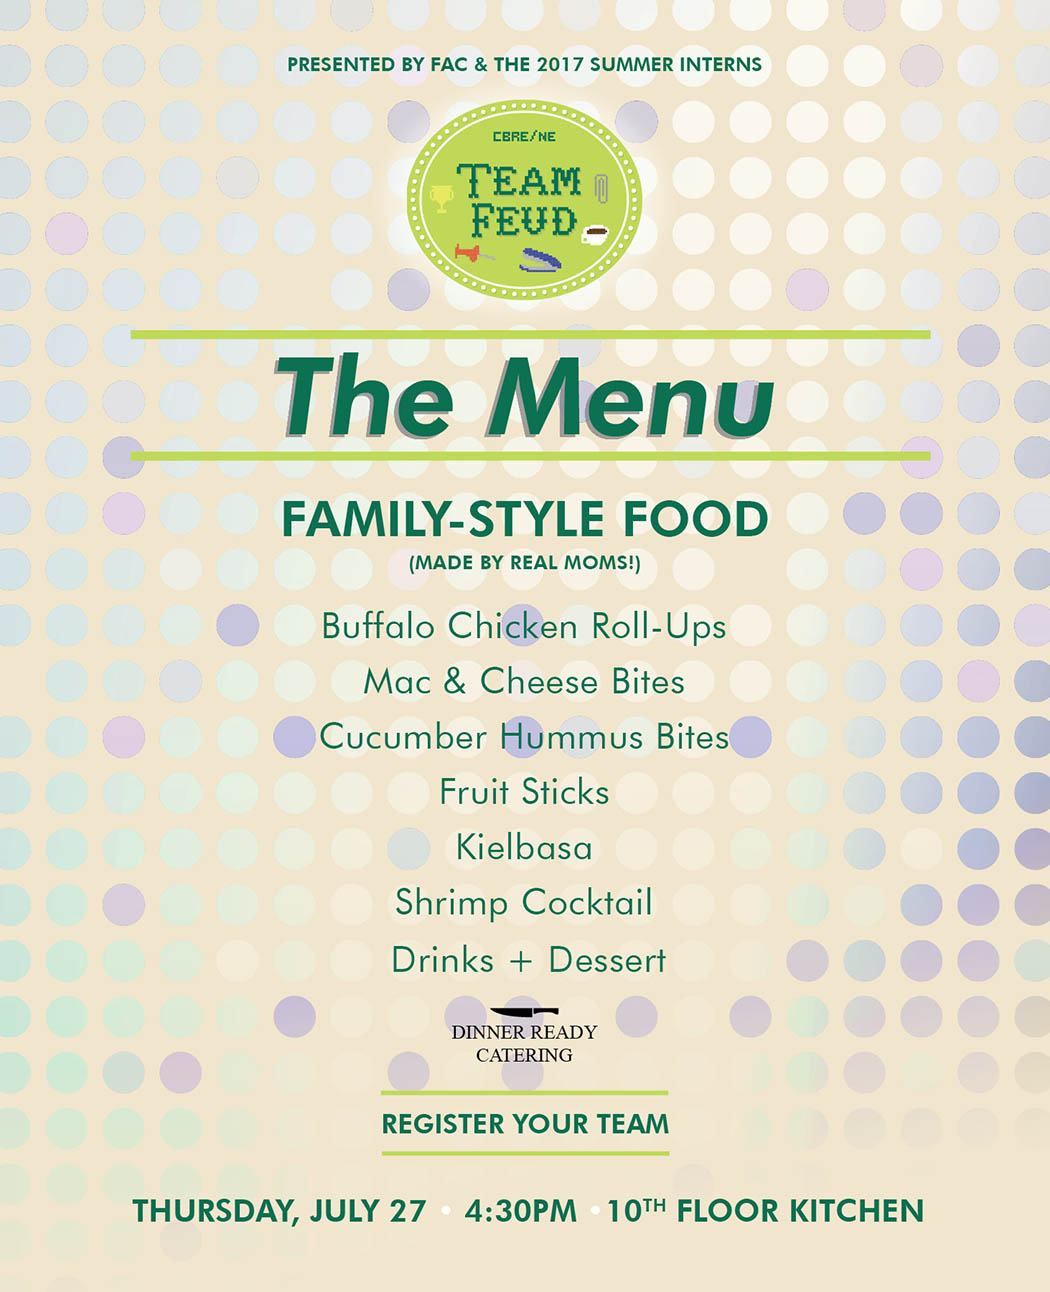 PRESENTED BY FAC & THE 2017 SUMMER INTERNS
CBRE/NE
TEAM
FEUD
The Menu
FAMILY-STYLE FOOD
(MADE BY REAL MOMS!)
Buffalo Chicken Roll-Ups
Mac & Cheese Bites
Cucumber Hummus Bites
Fruit Sticks
Kielbasa
Shrimp Cocktail
Drinks + Dessert
DINNER READY
CATERING
REGISTER YOUR TEAM
THURSDAY, JULY 27 • 4:30PM • 10TH FLOOR KITCHEN